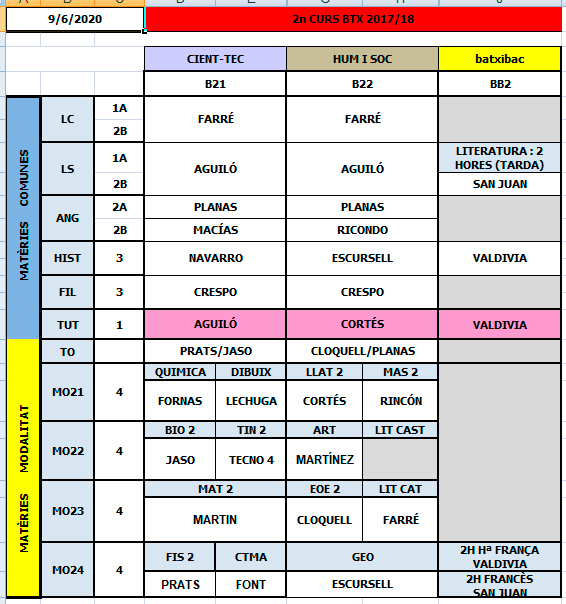 9/6/2020 2n CURS BTX 2017/18
CIENT-TEC HUM I SOC batxibac
B21 B22 BB2
MATÈRIES COMUNES
LC 1A FARRÉ FARRÉ
2B
LS 1A AGUILÓ AGUILÓ LITERATURA : 2
HORES (TARDA)
2B SAN JUAN
ANG 2A PLANAS PLANAS
2B MACÍAS RICONDO
HIST 3 NAVARRO ESCURSELL VALDIVIA
FIL 3 CRESPO CRESPO
TUT 1 AGUILÓ CORTÉS VALDIVIA
MATÈRIES MODALITAT
TO PRATS/JASO CLOQUELL/PLANAS
QUIMICA DIBUIX LLAT 2 MAS 2
MO21 4 FORNAS LECHUGA CORTÉS RINCÓN
BIO 2 TIN 2 ART LIT CAST
MO22 4 JASO TECNO 4 MARTÍNEZ
MAT 2 EOE 2 LIT CAT
MO23 4 MARTIN CLOQUELL FARRÉ
MO24 4 FIS 2 CTMA GEO 2H Hª FRANÇA
VALDIVIA
PRATS FONT ESCURSELL 2H FRANCÈS
SAN JUAN